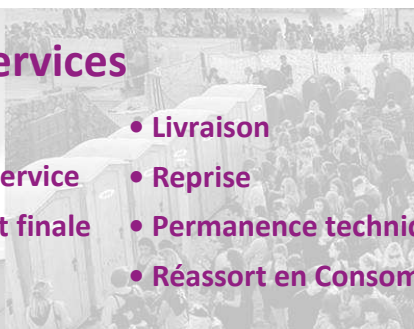 ervices
• Livraison
ervice • Reprise
t finale • Permanence techni
• Réassort en Consom